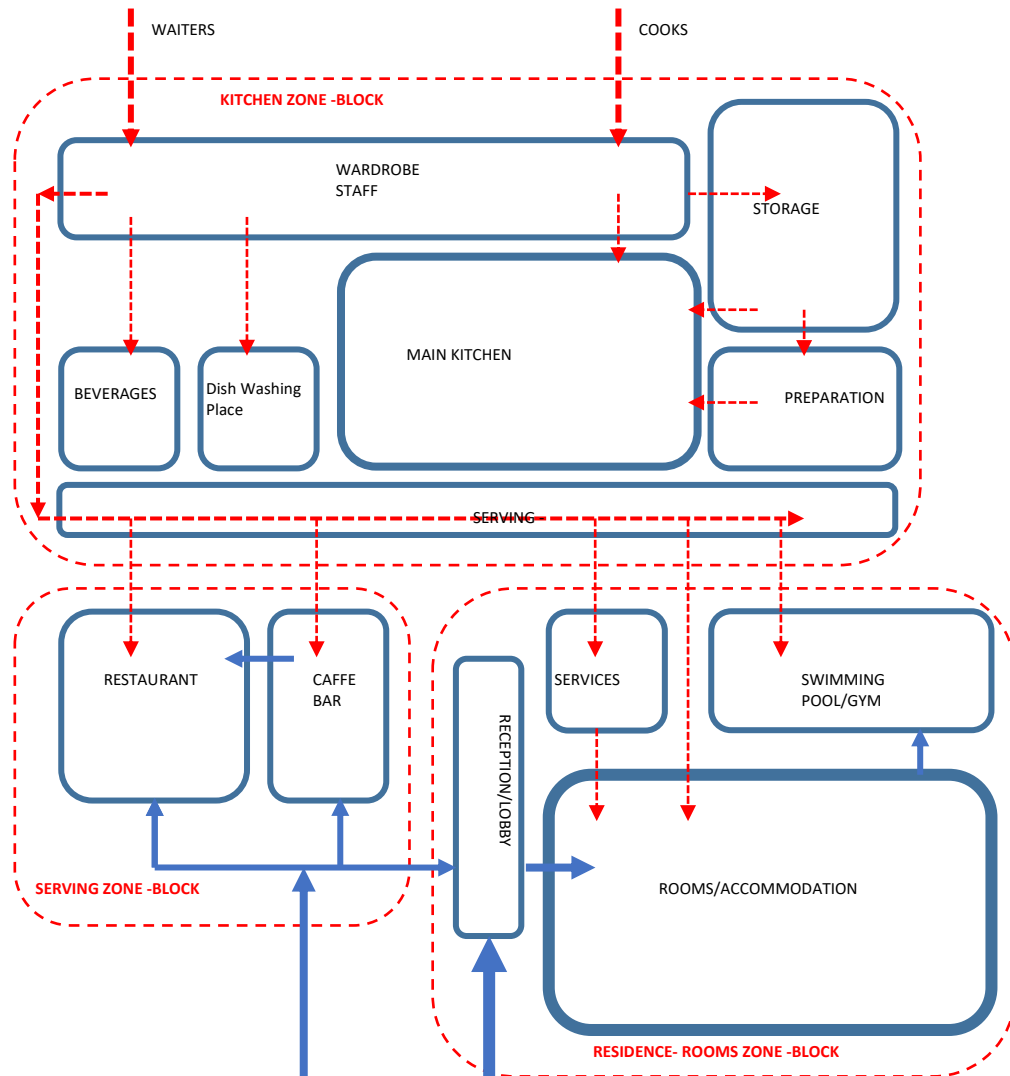 WAITERS
COOKS
KITCHEN ZONE -BLOCK
WARDROBE
STAFF
STORAGE
MAIN KITCHEN
BEVERAGES
Dish Washing
Place
PREPARATION
SERVING -
RESTAURANT
CAFFE
BAR
SERVICES
SWIMMING
POOL/GYM
RECEPTION/LOBBY
SERVING ZONE -BLOCK
ROOMS/ACCOMMODATION
RESIDENCE- ROOMS ZONE -BLOCK